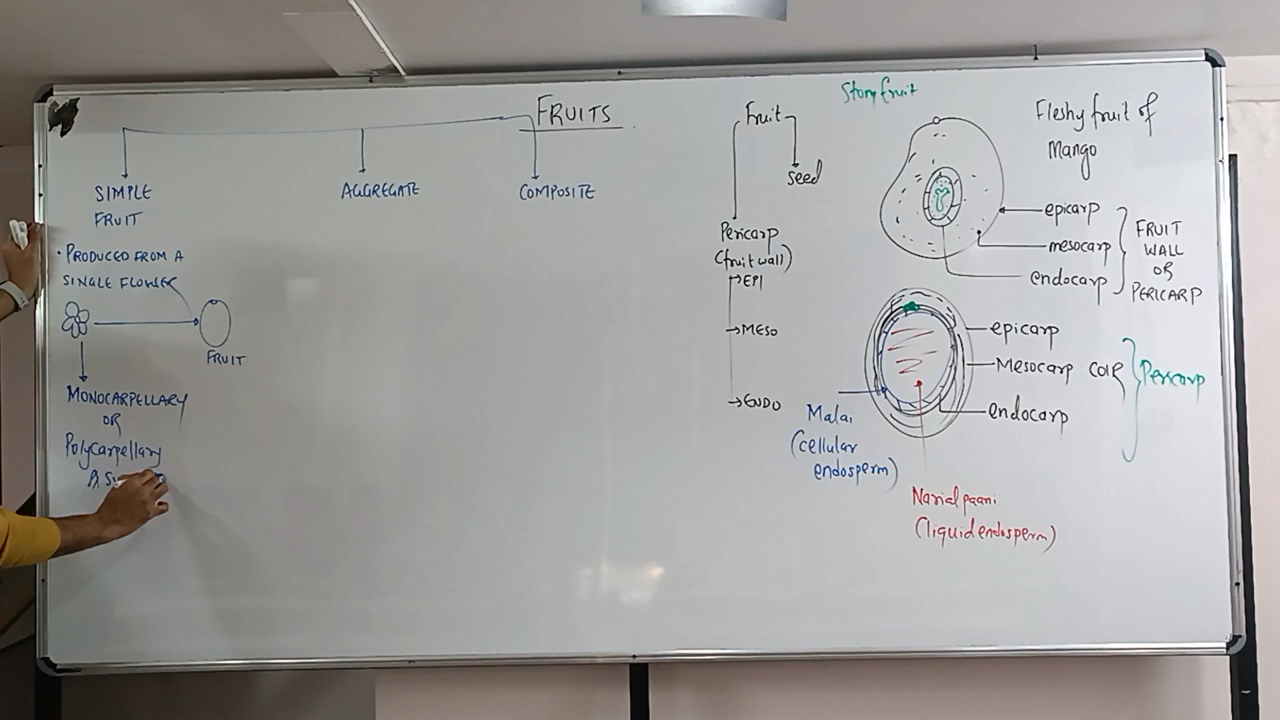 FRUITS
SIMPLE
FRUIT
AGGREGATE
COMPOSITE
• PRODUCED FROM A
SINGLE FLOWER
FRUIT
MONOCARPELLARY
OR
Polycarpellary
&
Fruit
seed
Pericarp
(fruit wall)
EPI
MESO
ENDO
Stony fruit
Fleshy fruit of
Mango
epicarp
mesocarp
endocarp
FRUIT
WALL
OR
PERICARP
epicarp
Mesocarp COIR
endocarp
Pericarp
Malai
(cellular
endosperm)
Narial paani
(liquid endosperm)